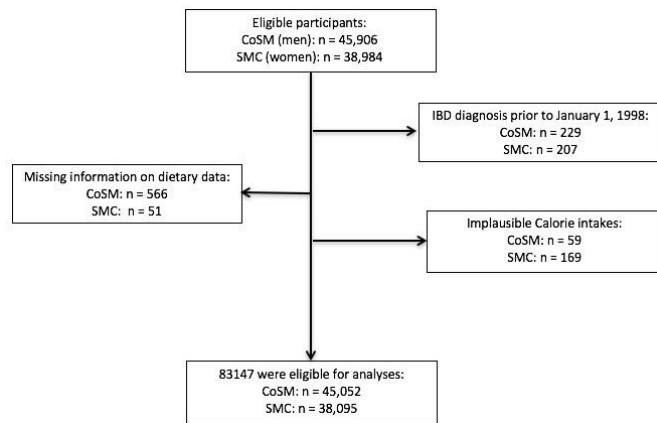 Eligible participants:
CoSM (men): n = 45,906
SMC (women): n = 38,984
IBD diagnosis prior to January 1, 1998:
CoSM: n = 229
SMC: n = 207
Missing information on dietary data:
CoSM: n = 566
SMC: n = 51
Implausible Calorie intakes:
CoSM: n = 59
SMC: n = 169
83147 were eligible for analyses:
CoSM: n = 45,052
SMC: n = 38,095